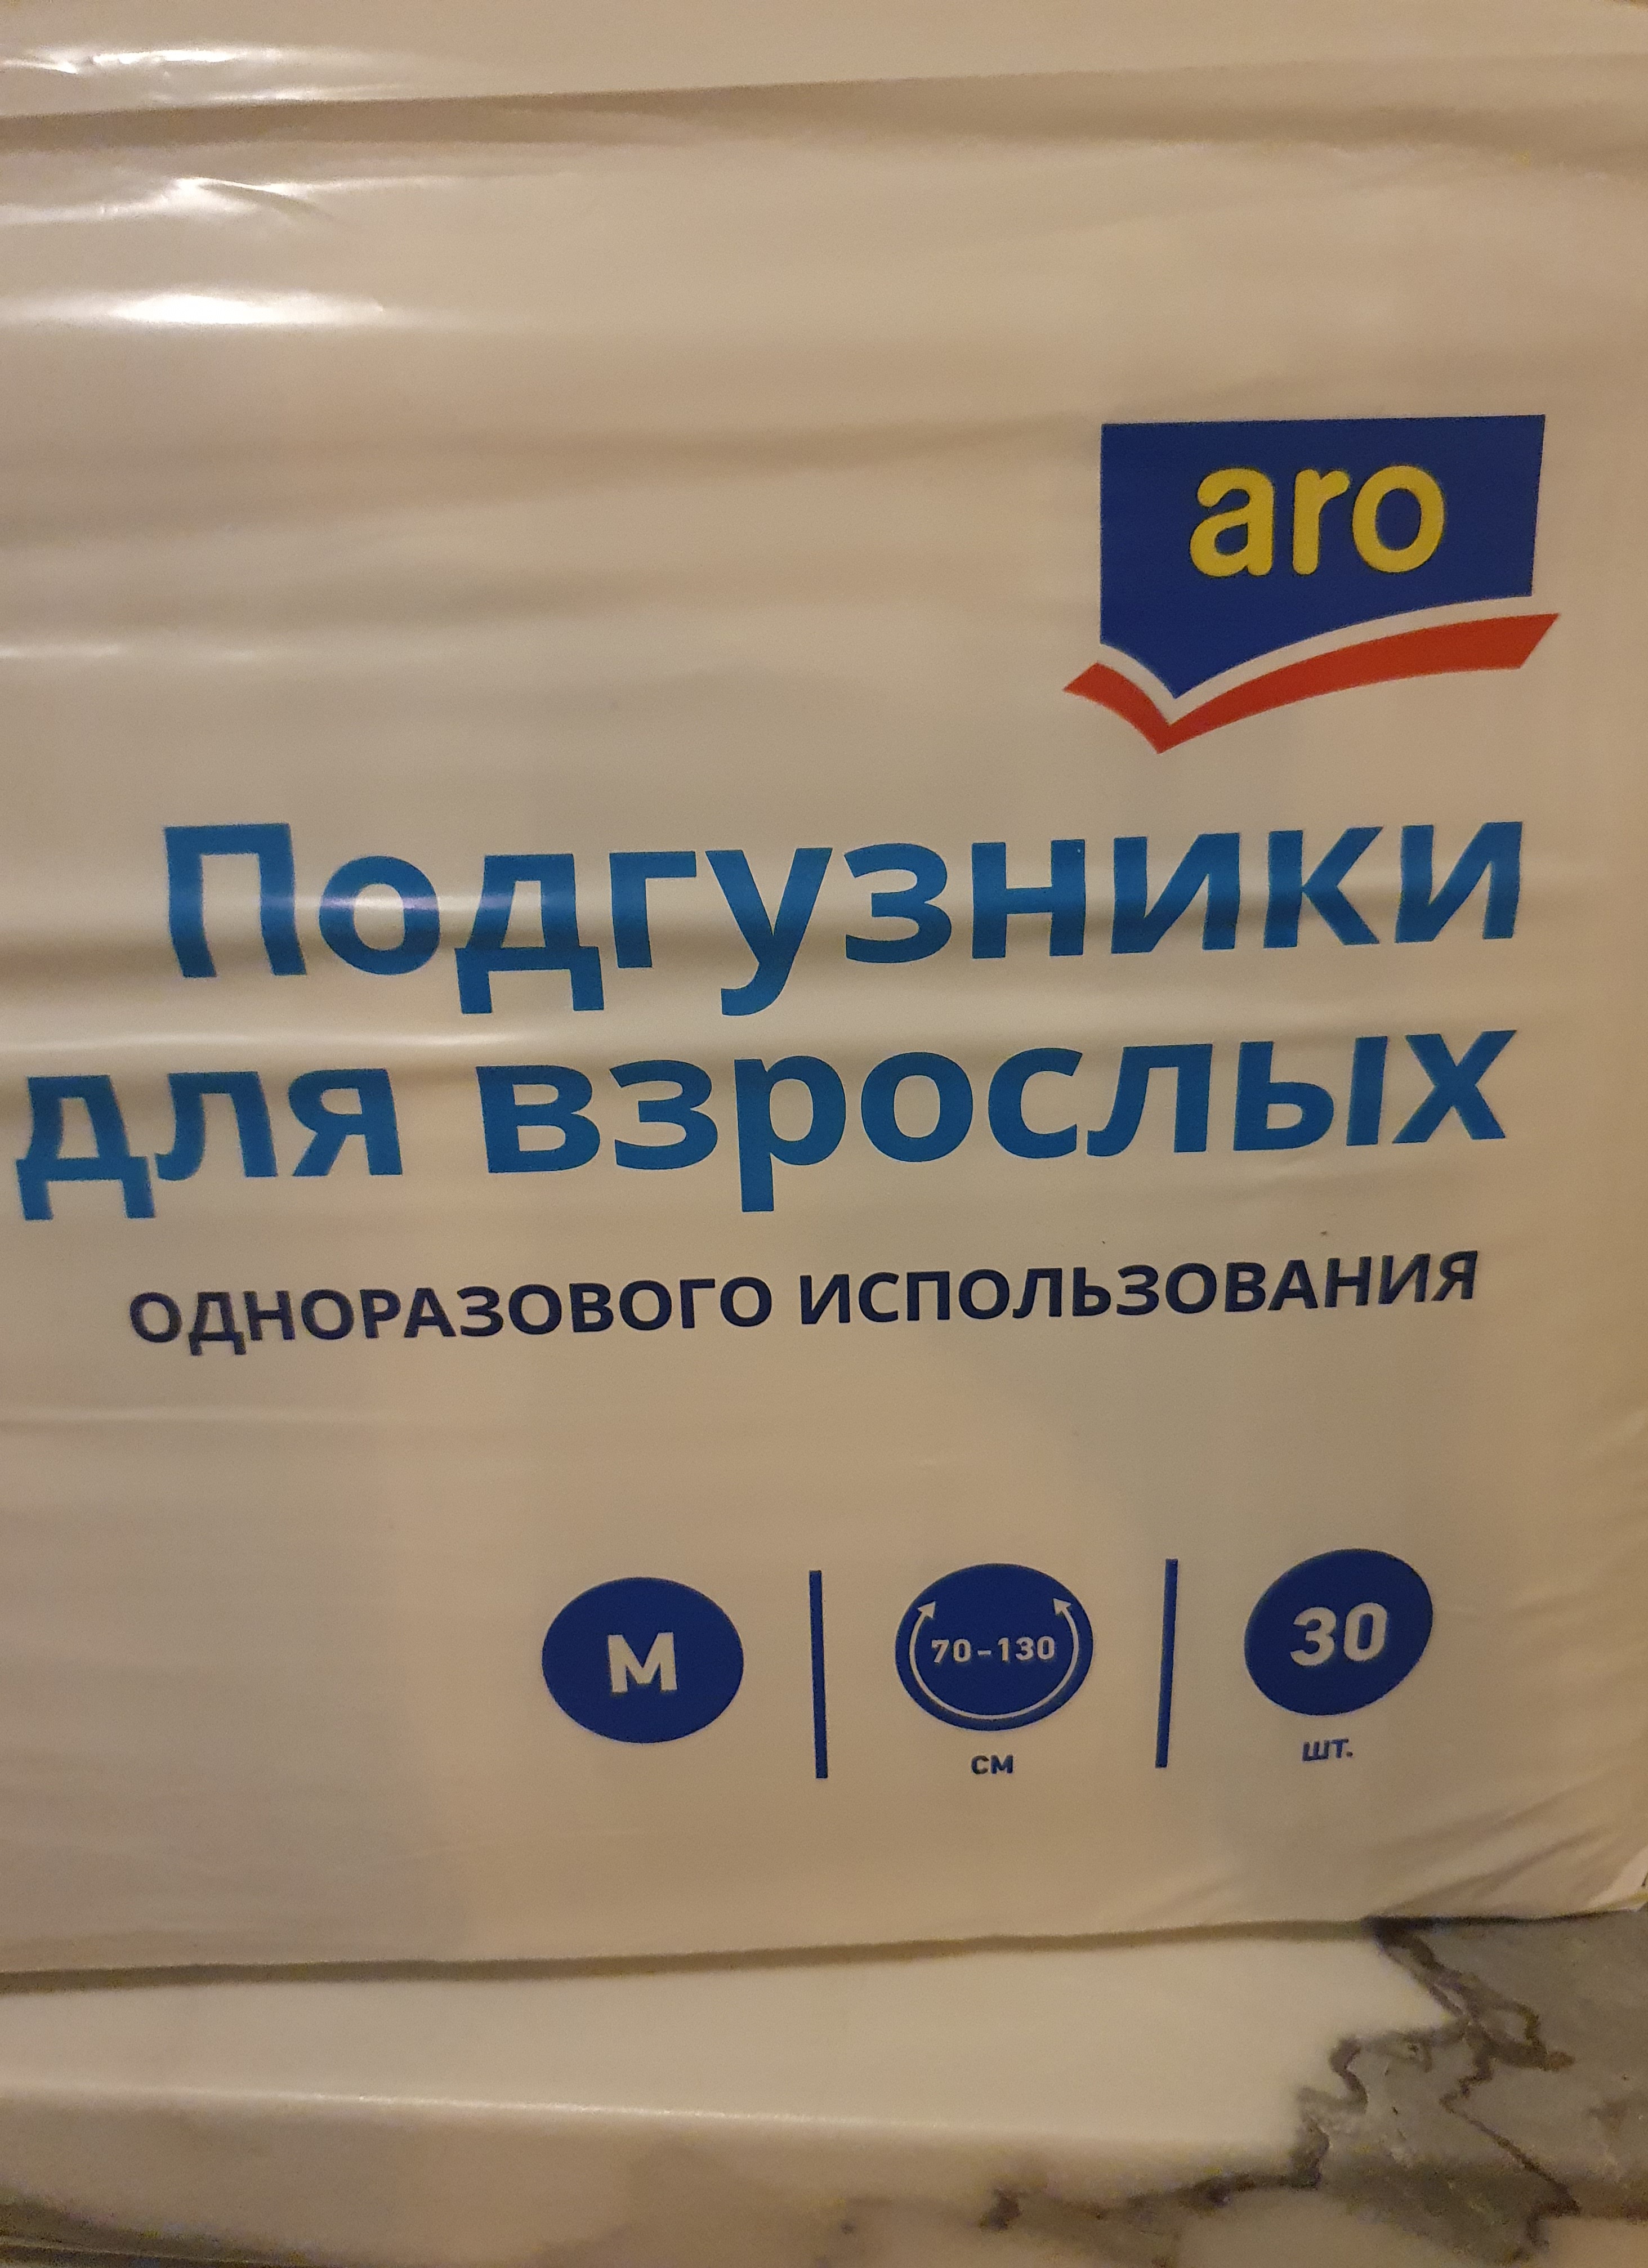 aro
Подгузники
для взрослых
ОДНОРАЗОВОГО ИСПОЛЬЗОВАНИЯ
M
70-130
СМ
30
ШТ.